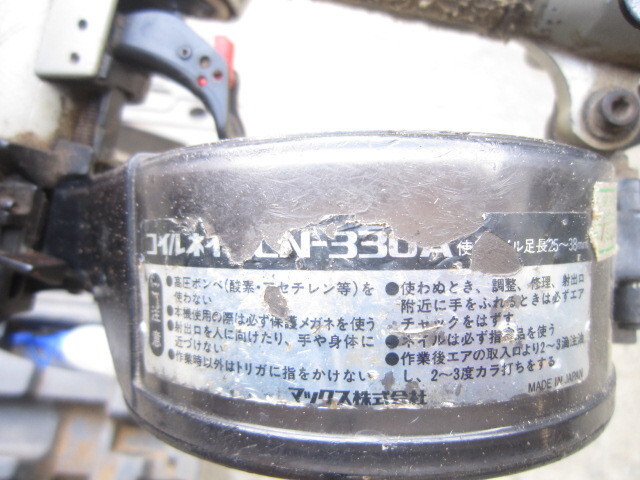 コイルネイ CN-330A 使 ル足長25〜38mm
ご注意
●高圧ボンベ(酸素・アセチレン等)を
使わない
●本機使用の際は必ず保護メガネを使う
●射出口を人に向けたり、手や身体に
近づけない
●作業時以外はトリガに指をかけない
●使わぬとき、調整、修理、射出口
附近に手をふれるときは必ずエア
チャックをはずす
●ネイルは必ず指定品を使う
●作業後エアの取入口より2〜3滴注油
し、2〜3度カラ打ちをする
マックス株式会社
MADE IN JAPAN